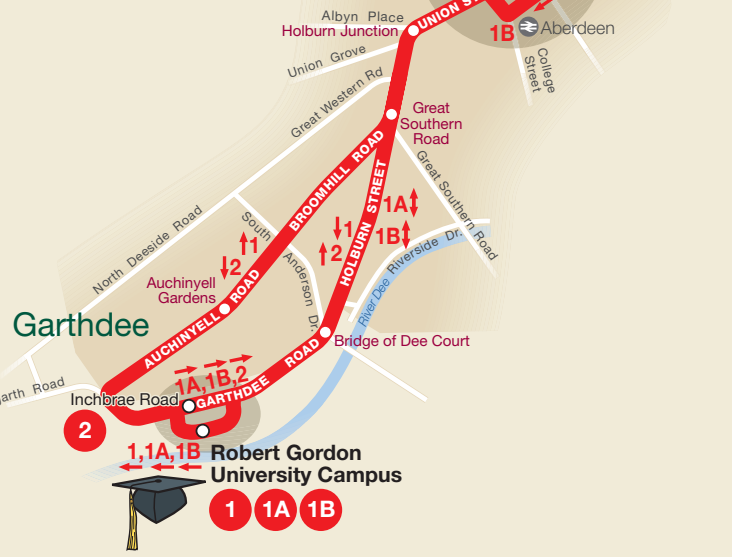 Albyn Place
UNION S
Holburn Junction
1B
Aberdeen
Union Grove
College
Street
Great Western Rd
Great
Southern
Road
BROOMHILL ROAD
HOLBURN STREET
Great Southern Road
1A
1
1B
2
South
Anderson Dr.
Riverside Dr.
River Dee
North Deeside Road
1
2
Auchinyell
Gardens
AUCHINYELL ROAD
Garthdee
Bridge of Dee Court
GARTHDEE ROAD
1A,1B,2
arth Road
Inchbrae Road
2
1,1A,1B
Robert Gordon
University Campus
1 1A 1B